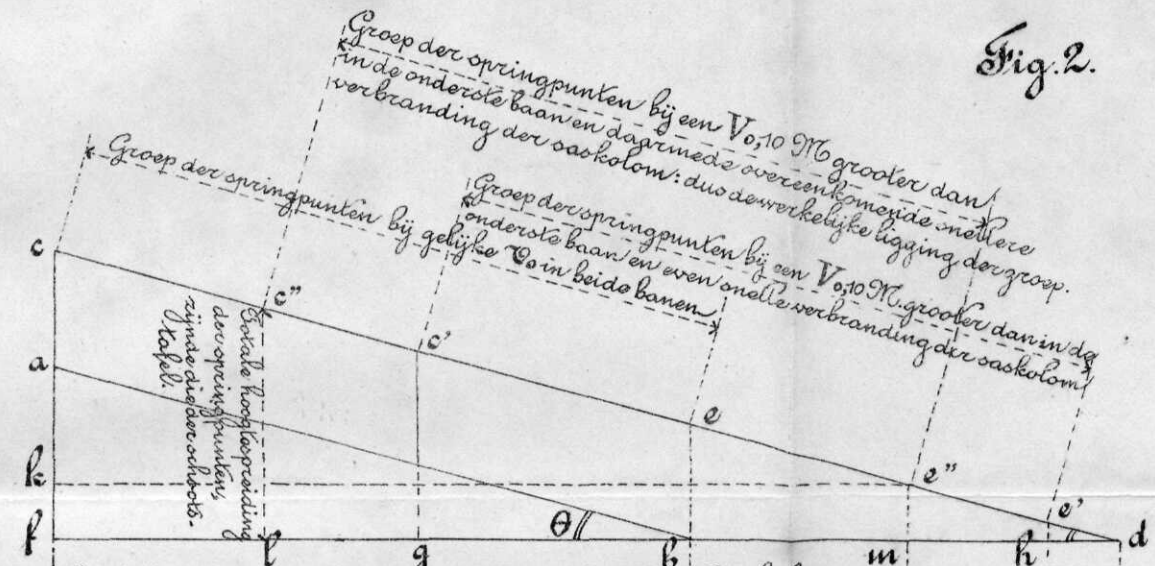 Fig. 2.
Groep der springpunten bij een V₀, 10 M grooter dan
in de onderste baan en daarmede overeenkomende snellere
verbranding der saskolom: dus de werkelijke ligging der groep.
Groep der springpunten bij gelijke V₀ in beide banen
Groep der springpunten bij een V₀, 10 M. grooter dan in de
onderste baan en even snelle verbranding der saskolom
Totale hoogtespreiding
der springpunten,
zijnde die der schoots-
tafel.
c
c"
c'
a
e
k
e"
e'
θ
f
l
g
h
m
h
d